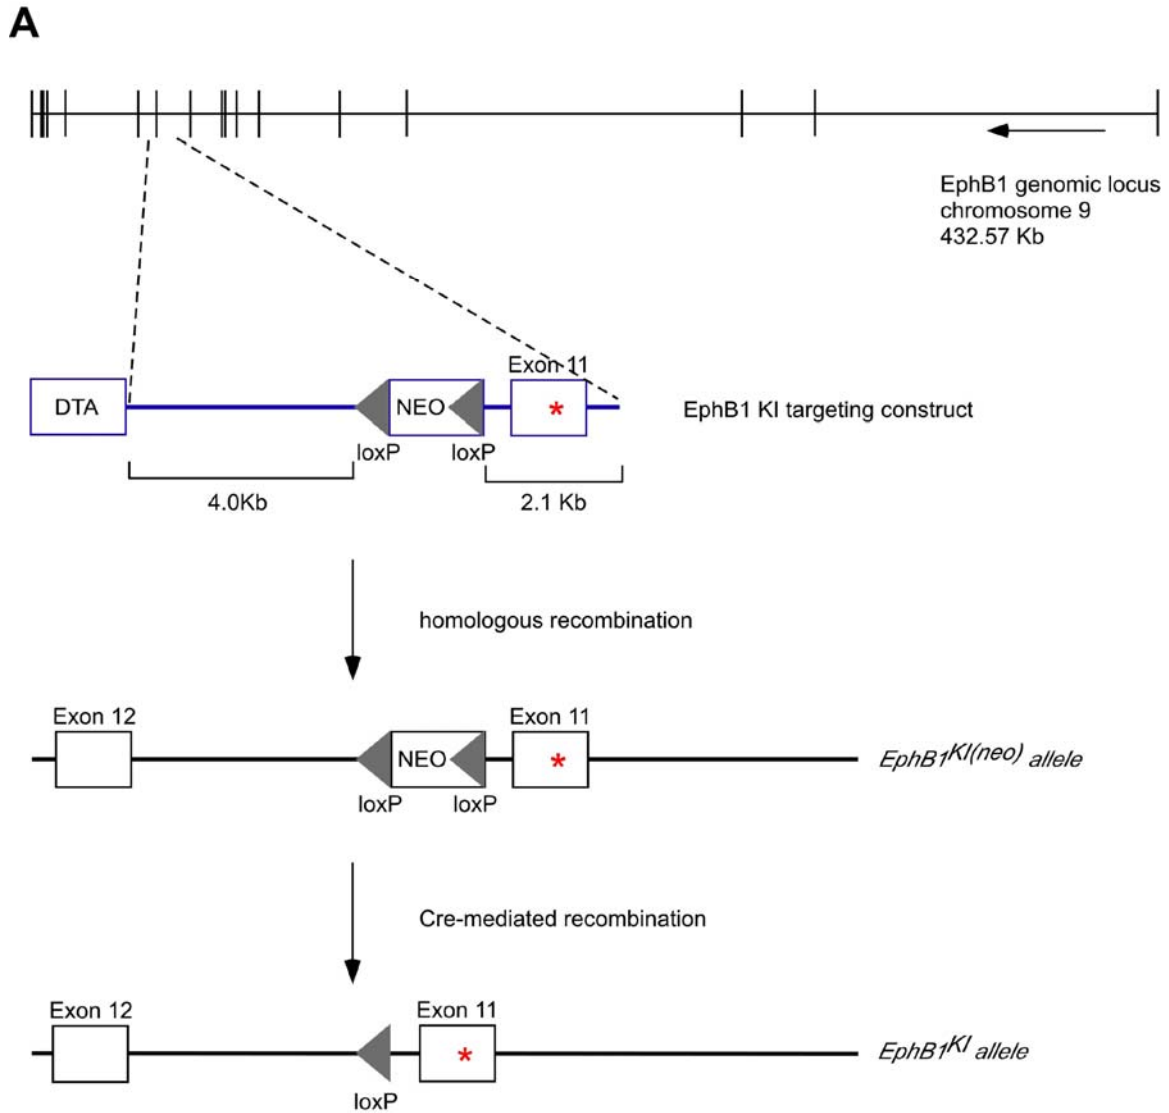 A
EphB1 genomic locus
chromosome 9
432.57 Kb
Exon 11
DTA
NEO
*
EphB1 KI targeting construct
loxP
loxP
4.0Kb
2.1 Kb
homologous recombination
Exon 12
Exon 11
NEO
*
EphB1KI(neo) allele
loxP
loxP
Cre-mediated recombination
Exon 12
Exon 11
*
EphB1KI allele
loxP